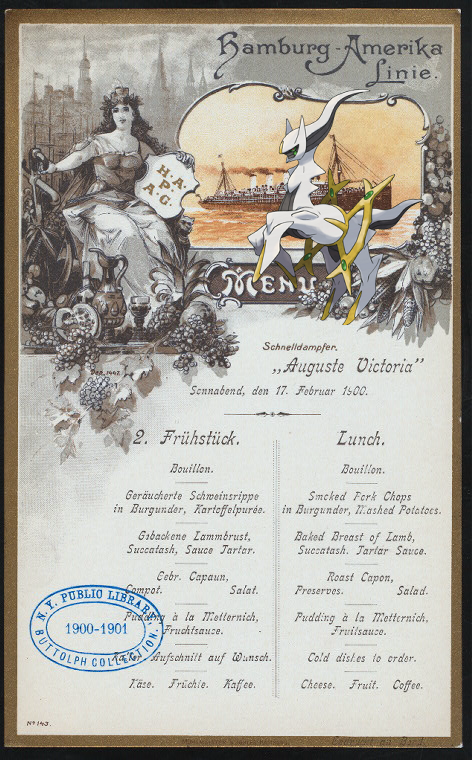 Hamburg-Amerika
Linie.
H.A.
P.
A.G.
MENU
Schnelldampfer.
„Auguste Victoria"
Sonnabend, den 17. Februar 1900.
2. Frühstück.
Bouillon.
Geräucherte Schweinsrippe
in Burgunder, Kartoffelpurée.
Gebackene Lammbrust,
Succatash, Sauce Tartar.
Gebr. Capaun,
Compot. Salat.
Pudding à la Metternich,
Fruchtsauce.
Kalter Aufschnitt auf Wunsch.
Käse. Früchte. Kaffee.
Lunch.
Bouillon.
Smoked Pork Chops
in Burgunder, Mashed Potatoes.
Baked Breast of Lamb,
Succatash. Tartar Sauce.
Roast Capon,
Preserves. Salad.
Pudding à la Metternich,
Fruitsauce.
Cold dishes to order.
Cheese. Fruit. Coffee.
N. Y. PUBLIC LIBRARY
1900-1901
BUTTOLPH COLLECTION.
No 143.